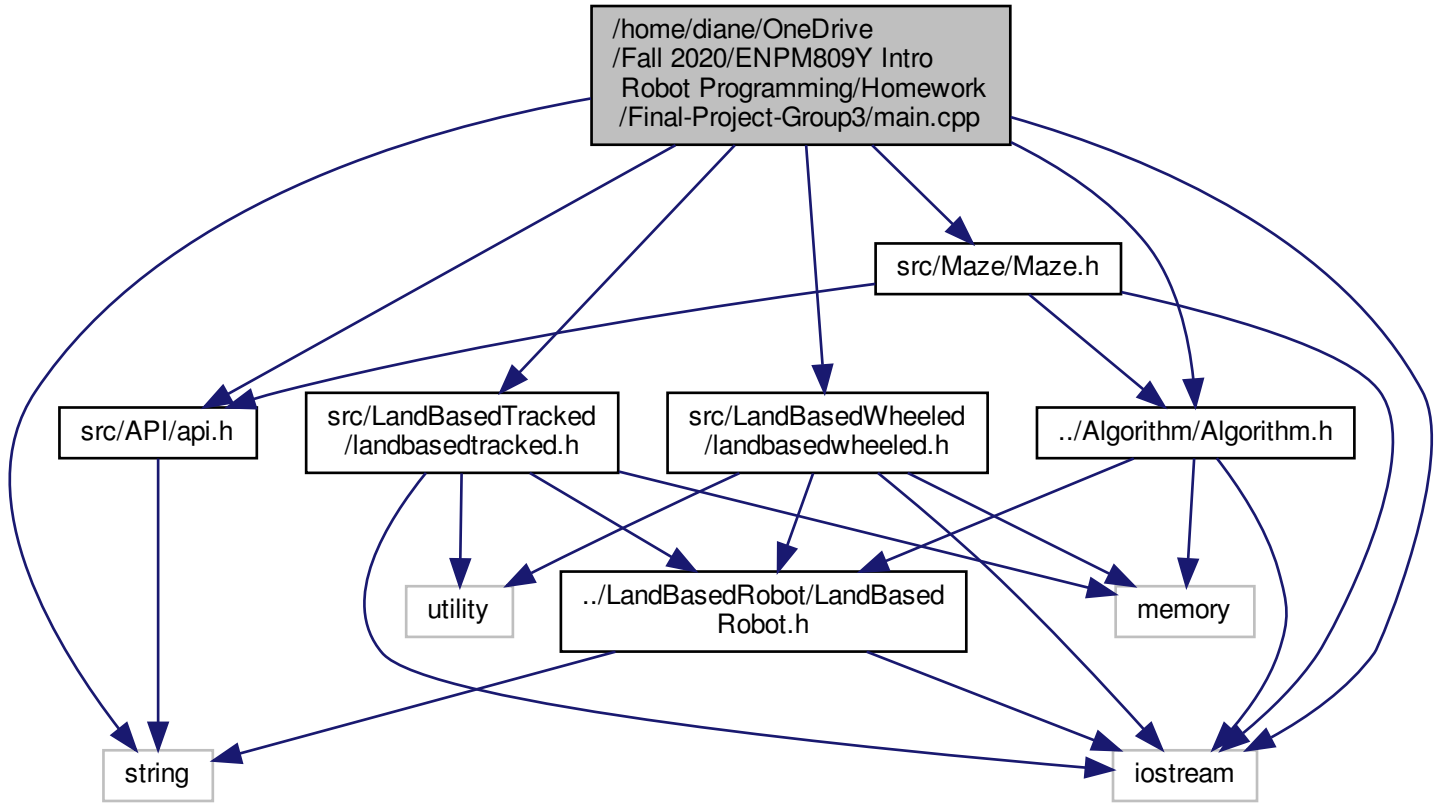 /home/diane/OneDrive
/Fall 2020/ENPM809Y Intro
Robot Programming/Homework
/Final-Project-Group3/main.cpp
src/Maze/Maze.h
src/API/api.h
src/LandBasedTracked
/landbasedtracked.h
src/LandBasedWheeled
/landbasedwheeled.h
../Algorithm/Algorithm.h
utility
../LandBasedRobot/LandBased
Robot.h
memory
string
iostream